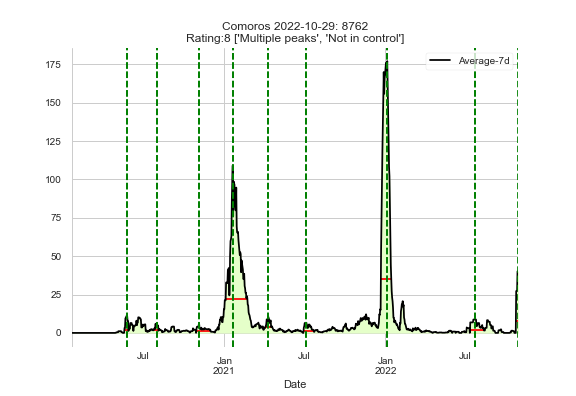 Comoros 2022-10-29: 8762
Rating:8 ['Multiple peaks', 'Not in control']
Average-7d
175
150
125
100
75
50
25
0
Jul
Jan
2021
Jul
Jan
2022
Jul
Date